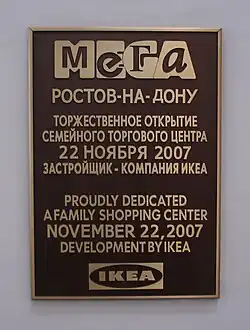 Мега
РОСТОВ-НА-ДОНУ
ТОРЖЕСТВЕННОЕ ОТКРЫТИЕ
СЕМЕЙНОГО ТОРГОВОГО ЦЕНТРА
22 НОЯБРЯ 2007
ЗАСТРОЙЩИК - КОМПАНИЯ ИКЕА
PROUDLY DEDICATED
A FAMILY SHOPPING CENTER
NOVEMBER 22, 2007
DEVELOPMENT BY IKEA
IKEA